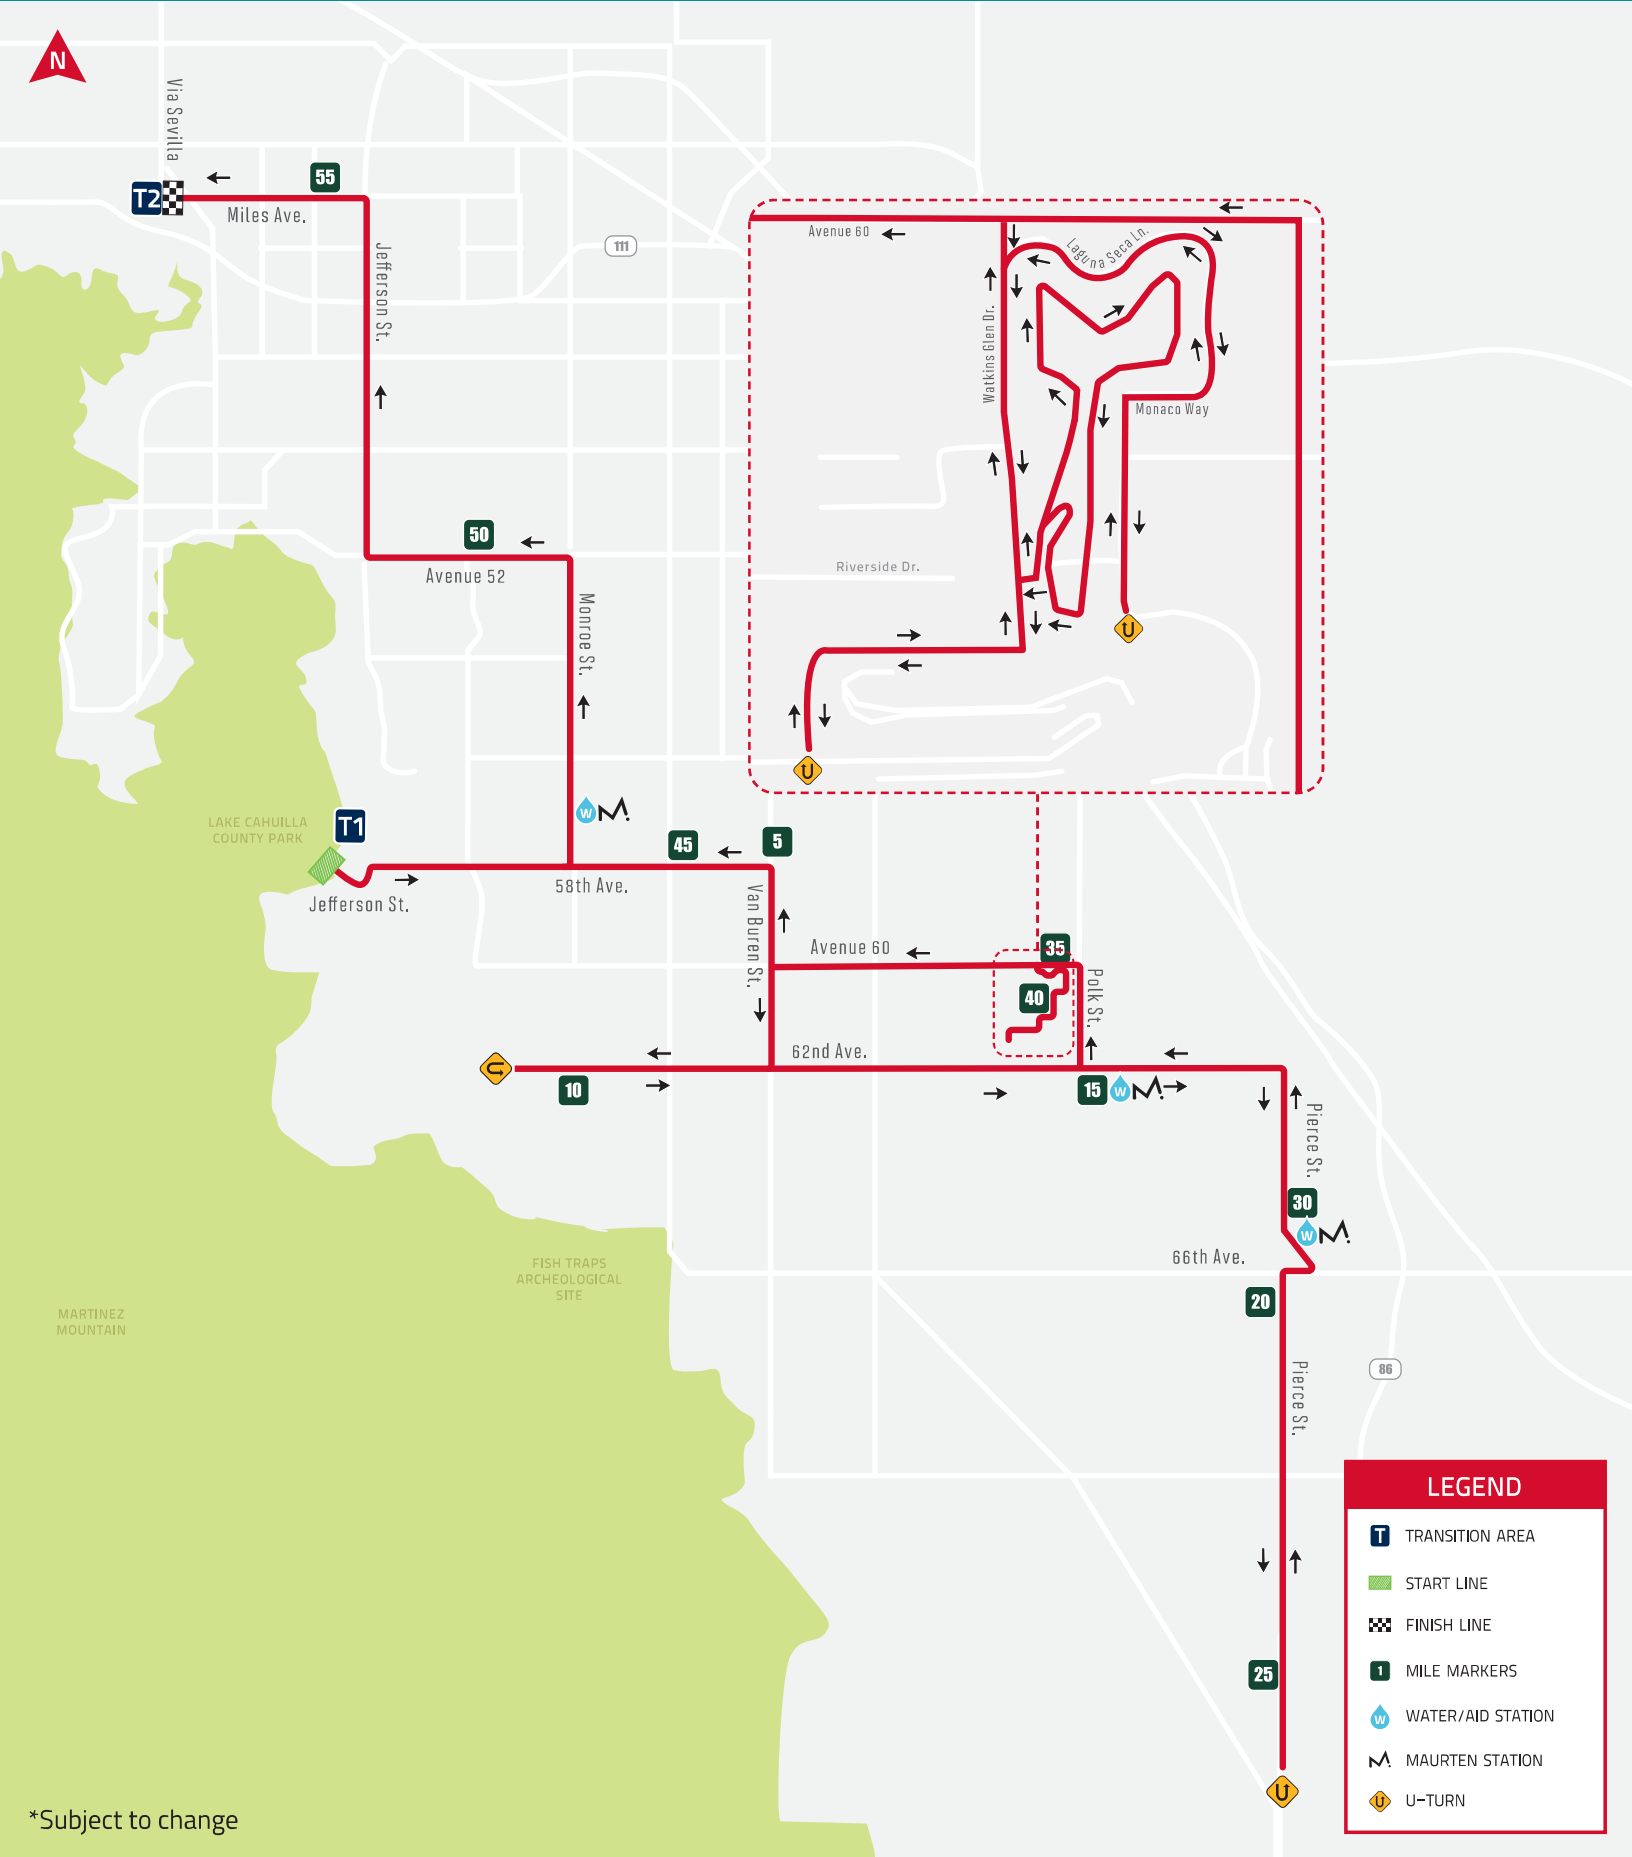 N
Via Sevilla
55
T2
Miles Ave.
Jefferson St.
111
Avenue 60
Laguna Seca Ln.
Watkins Glen Dr.
Monaco Way
50
Avenue 52
Riverside Dr.
Monroe St.
U
U
LAKE CAHUILLA
COUNTY PARK
T1
W
45
5
58th Ave.
Jefferson St.
Van Buren St.
Avenue 60
35
40
Polk St.
62nd Ave.
10
15
W
Pierce St.
30
W
66th Ave.
FISH TRAPS
ARCHEOLOGICAL
SITE
20
MARTINEZ
MOUNTAIN
86
Pierce St.
25
LEGEND
T TRANSITION AREA
START LINE
FINISH LINE
1 MILE MARKERS
W WATER/AID STATION
MAURTEN STATION
U U-TURN
*Subject to change